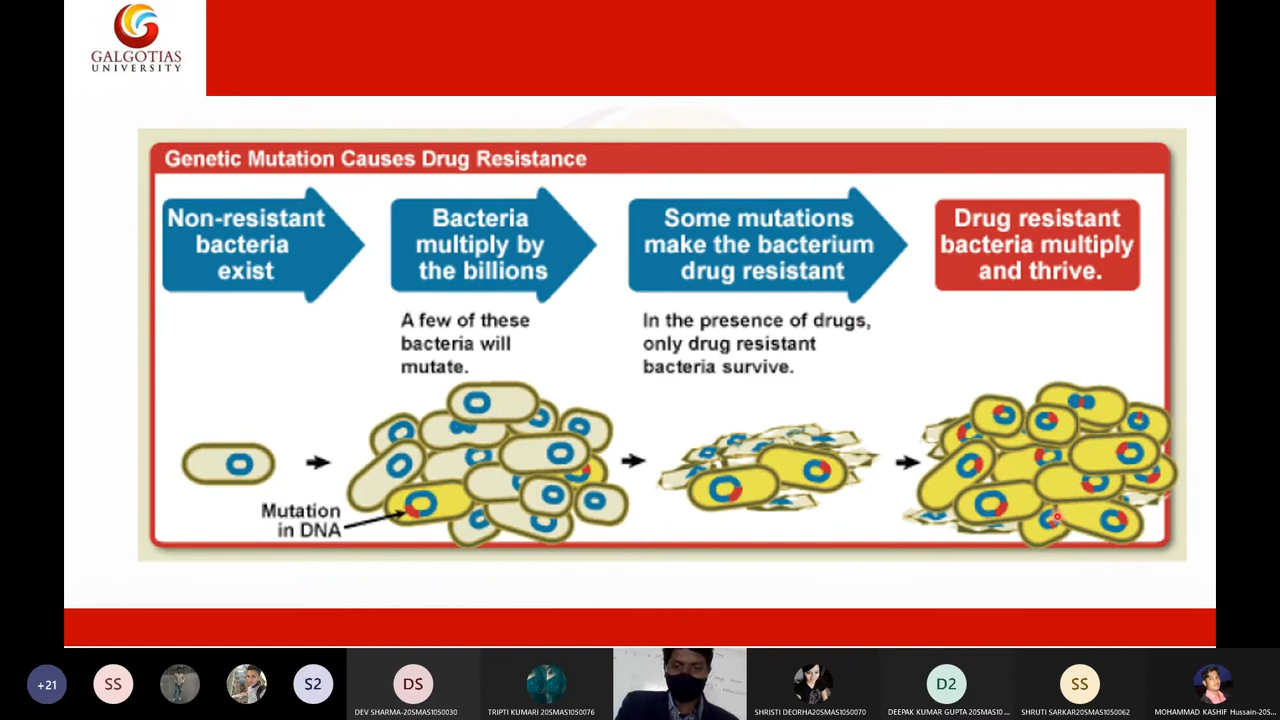 GALGOTIAS
UNIVERSITY
Genetic Mutation Causes Drug Resistance
Non-resistant
bacteria
exist
Bacteria
multiply by
the billions
Some mutations
make the bacterium
drug resistant
Drug resistant
bacteria multiply
and thrive.
A few of these
bacteria will
mutate.
In the presence of drugs,
only drug resistant
bacteria survive.
Mutation
in DNA
+21
SS
S2
DS
D2
SS
DEV SHARMA-20SMAS1050030
TRIPTI KUMARI 20SMAS1050076
SHRISTI DEORHA20SMAS1050070
DEEPAK KUMAR GUPTA 20SMAS10 ...
SHRUTI SARKAR20SMAS1050062
MOHAMMAD KASHIF Hussain-20S...